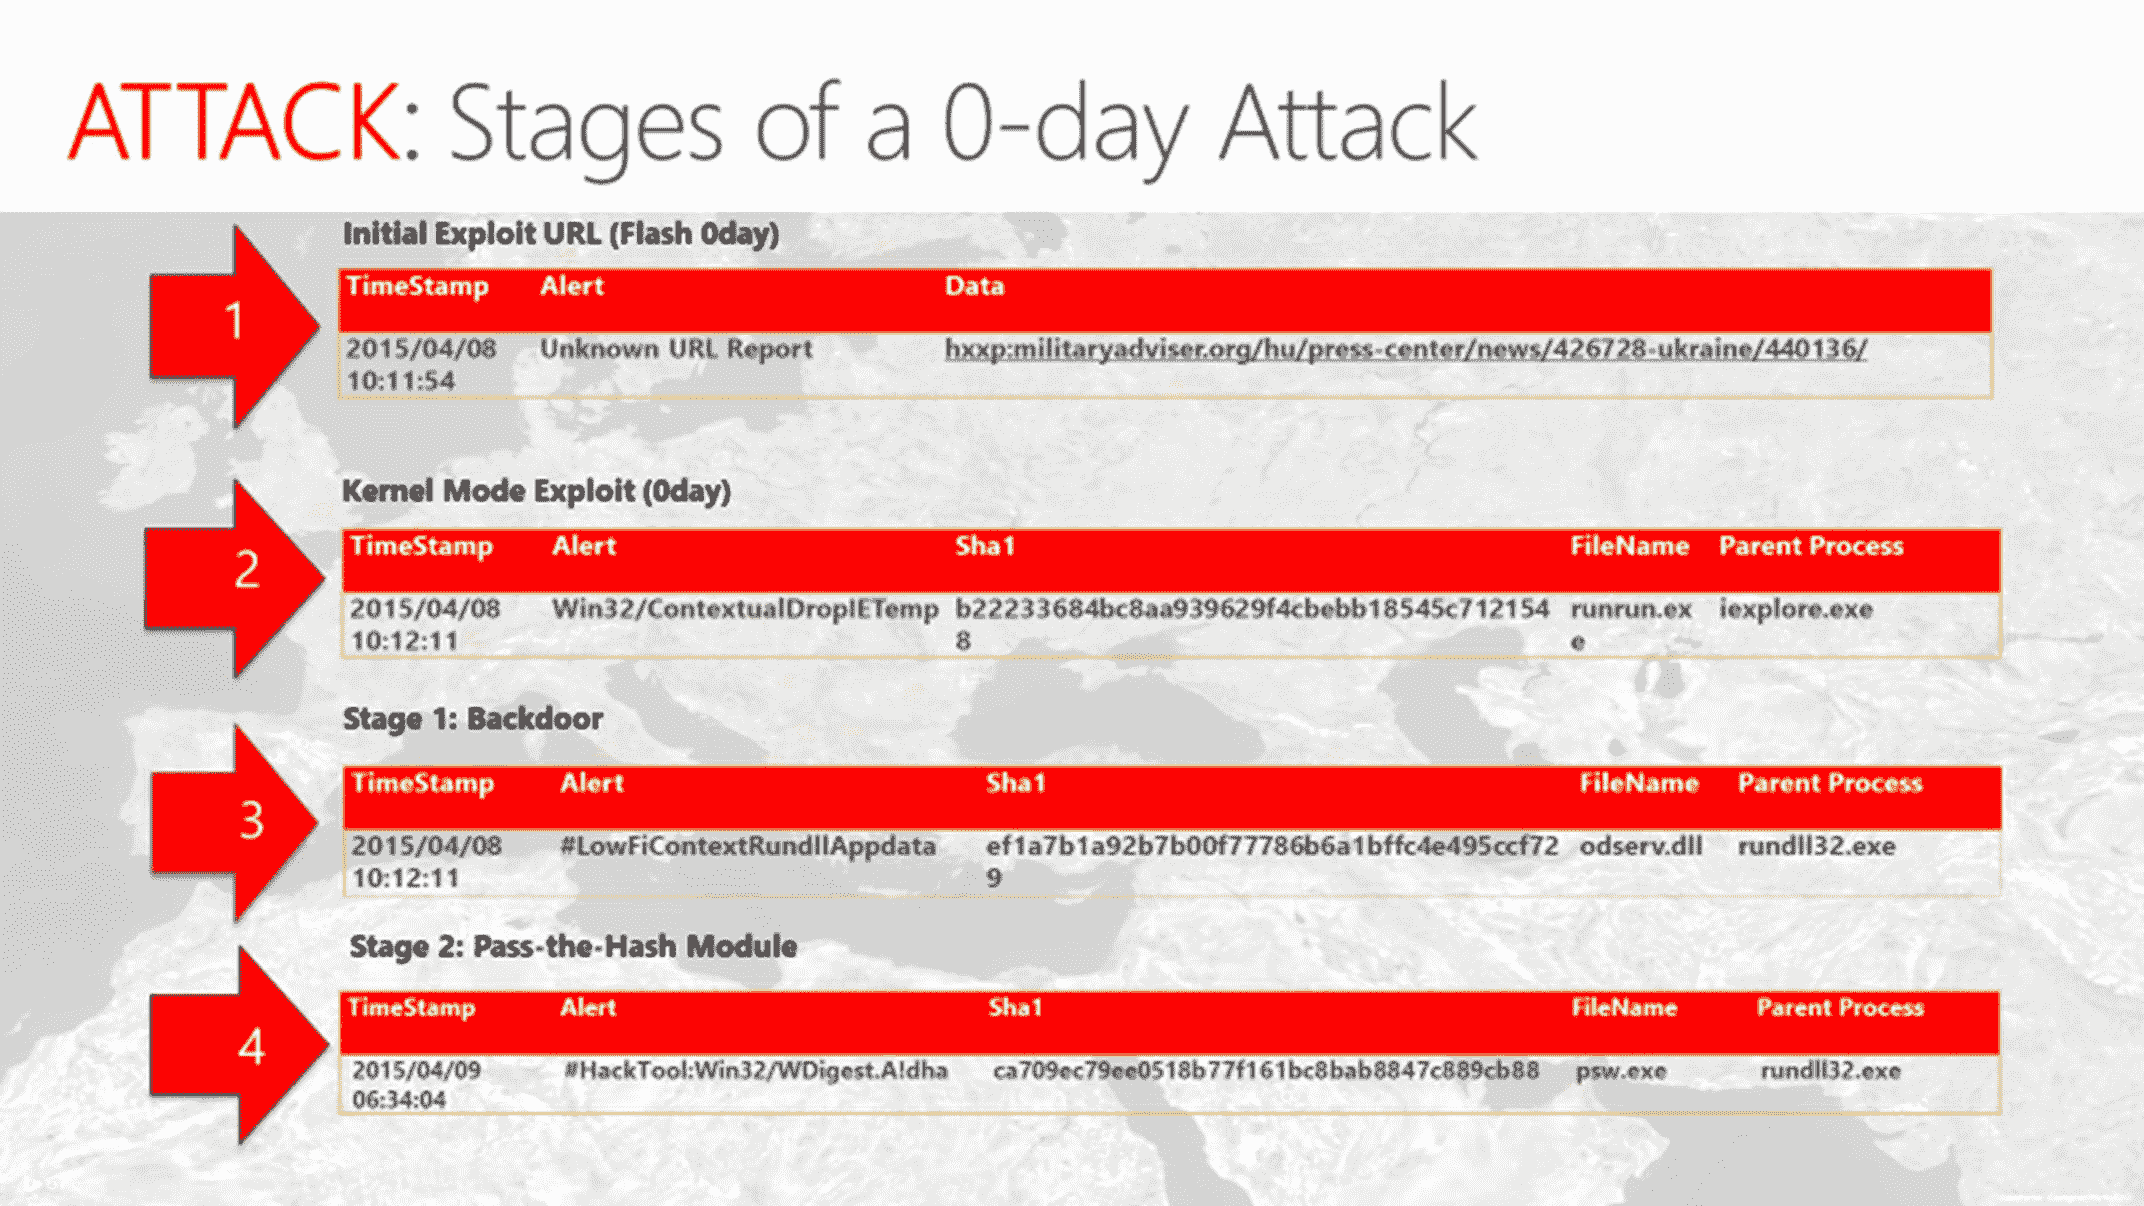 ATTACK: Stages of a 0-day Attack
Initial Exploit URL (Flash 0day)
TimeStamp Alert Data
2015/04/08 Unknown URL Report hxxp:militaryadviser.org/hu/press-center/news/426728-ukraine/440136/
10:11:54
1
Kernel Mode Exploit (0day)
TimeStamp Alert Sha1 FileName Parent Process
2015/04/08 Win32/ContextualDropIETemp b22233684bc8aa939629f4cbebb18545c712154 runrun.ex iexplore.exe
10:12:11 8 e
2
Stage 1: Backdoor
TimeStamp Alert Sha1 FileName Parent Process
2015/04/08 #LowFiContextRundllAppdata ef1a7b1a92b7b00f77786b6a1bffc4e495ccf72 odserv.dll rundll32.exe
10:12:11 9
3
Stage 2: Pass-the-Hash Module
TimeStamp Alert Sha1 FileName Parent Process
2015/04/09 #HackTool:Win32/WDigest.A!dha ca709ec79ee0518b77f161bc8bab8847c889cb88 psw.exe rundll32.exe
06:34:04
4